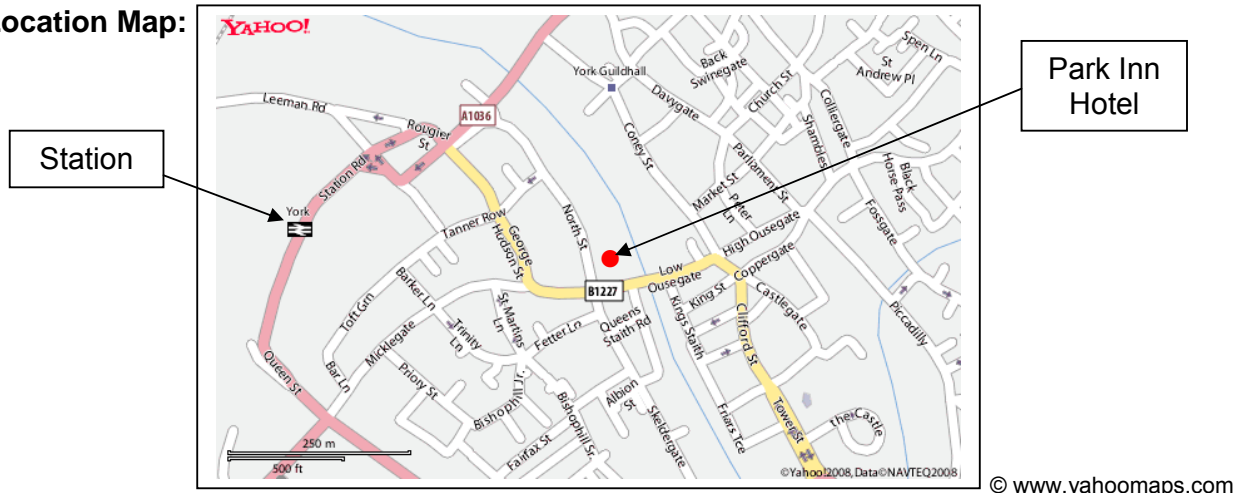 ocation Map:
YAHOO!
Station
Park Inn
Hotel
Leeman Rd
Rougier
St
A1036
Station Rd
York
York Guildhall
Back
Swinegate
Spen Ln
St
Andrew Pl
Church St
Davygate
Colliergate
Shambles
Coney St
Parliament St
Black
Horse Pass
Fossgate
Market St
Peter
Ln
High Ousegate
Coppergate
Tanner Row
George
Hudson St
North St
Low
Ousegate
B1227
King St
Castlegate
Clifford St
Piccadilly
Kings Staith
Queens
Staith Rd
Barker Ln
Toft Grn
Trinity
Ln
St Martins
Ln
Fetter Ln
Micklegate
Bar Ln
Priory St
Queen St
Bishophill Jr
Bishophill Sr
Albion
St
Skeldergate
Fairfax St
Friars Tce
Tower St
the Castle
250 m
500 ft
©Yahoo!2008, Data©NAVTEQ2008
© www.yahoomaps.com